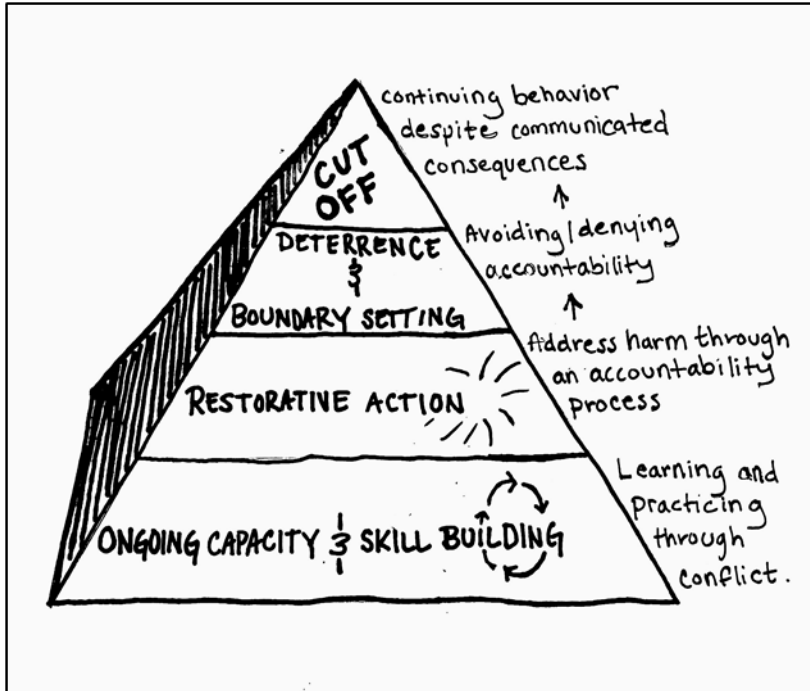 continuing behavior
despite communicated
consequences
CUT
OFF
Avoiding/denying
accountability
DETERRENCE
&
BOUNDARY SETTING
Address harm through
an accountability
process
RESTORATIVE ACTION
Learning and
practicing
through
conflict.
ONGOING CAPACITY & SKILL BUILDING